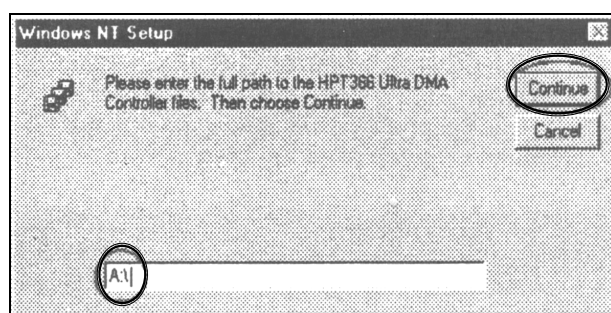 Windows NT Setup
Please enter the full path to the HPT366 Ultra DMA
Controller files. Then choose Continue.
Continue
Cancel
A:\